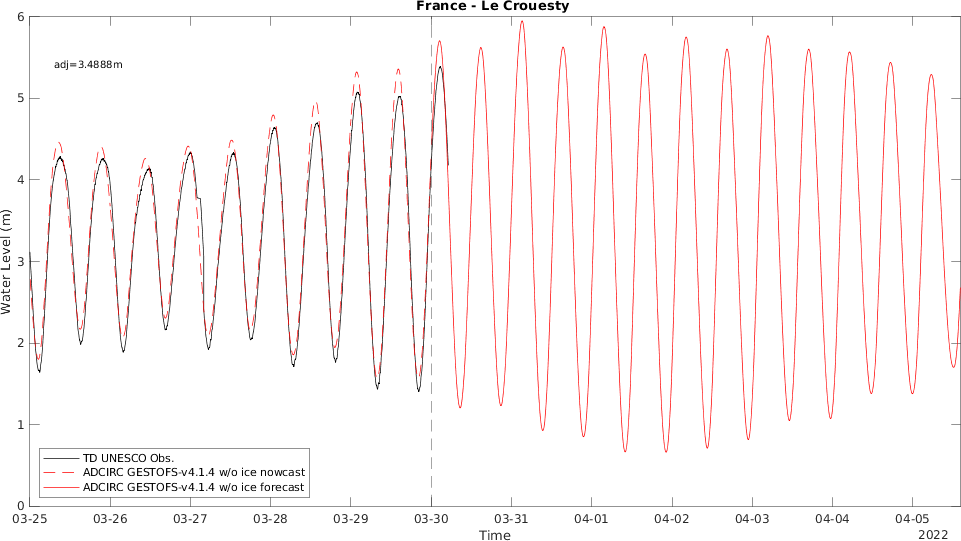 France - Le Crouesty
adj=3.4888m
Water Level (m)
6
5
4
3
2
1
0
TD UNESCO Obs.
ADCIRC GESTOFS-v4.1.4 w/o ice nowcast
ADCIRC GESTOFS-v4.1.4 w/o ice forecast
03-25 03-26 03-27 03-28 03-29 03-30 03-31 04-01 04-02 04-03 04-04 04-05
Time
2022